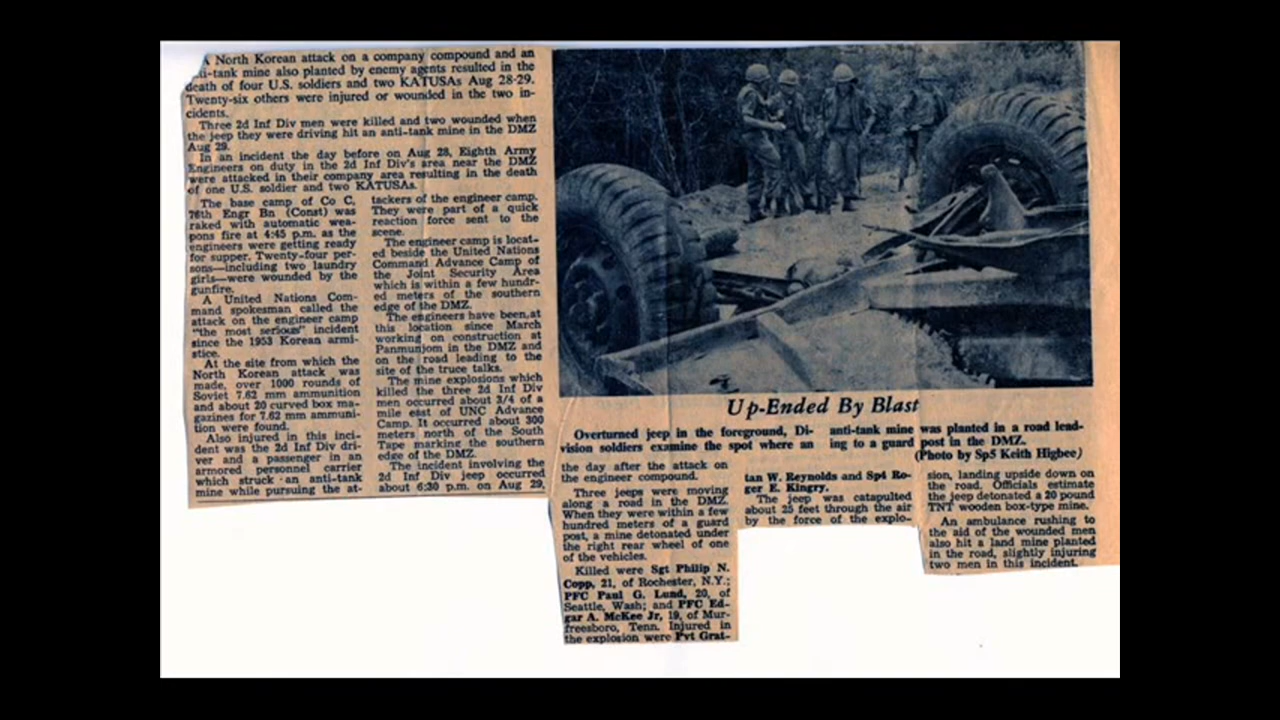 A North Korean attack on a company compound and an
ti-tank mine also planted by enemy agents resulted in the
death of four U.S. soldiers and two KATUSAs Aug 28-29.
Twenty-six others were injured or wounded in the two in-
cidents.
Three 2d Inf Div men were killed and two wounded when
the jeep they were driving hit an anti-tank mine in the DMZ
Aug 29.
In an incident the day before on Aug 28, Eighth Army
Engineers on duty in the 2d Inf Div's area near the DMZ
were attacked in their company area resulting in the death
of one U.S. soldier and two KATUSAs.
The base camp of Co C,
76th Engr Bn (Const) was
raked with automatic wea-
pons fire at 4:45 p.m. as the
engineers were getting ready
for supper. Twenty-four per-
sons—including two laundry
girls—were wounded by the
gunfire.
A United Nations Com-
mand spokesman called the
attack on the engineer camp
"the most serious" incident
since the 1953 Korean armi-
stice.
At the site from which the
North Korean attack was
made, over 1000 rounds of
Soviet 7.62 mm ammunition
and about 20 curved box ma-
gazines for 7.62 mm ammuni-
tion were found.
Also injured in this inci-
dent was the 2d Inf Div dri-
ver and a passenger in an
armored personnel carrier
which struck an anti-tank
mine while pursuing the at-
tackers of the engineer camp.
They were part of a quick
reaction force sent to the
scene.
The engineer camp is locat-
ed beside the United Nations
Command Advance Camp of
the Joint Security Area
which is within a few hundr-
ed meters of the southern
edge of the DMZ.
The engineers have been at
this location since March
working on construction at
Panmunjom in the DMZ and
on the road leading to the
site of the truce talks.
The mine explosions which
killed the three 2d Inf Div
men occurred about 3/4 of a
mile east of UNC Advance
Camp. It occurred about 300
meters north of the South
Tape marking the southern
edge of the DMZ.
The incident involving the
2d Inf Div jeep occurred
about 6:30 p.m. on Aug 29,
Up-Ended By Blast
Overturned jeep in the foreground, Di-
vision soldiers examine the spot where an
anti-tank mine was planted in a road lead-
ing to a guard post in the DMZ.
(Photo by Sp5 Keith Higbee)
the day after the attack on
the engineer compound.
Three jeeps were moving
along a road in the DMZ.
When they were within a few
hundred meters of a guard
post, a mine detonated under
the right rear wheel of one
of the vehicles.
Killed were Sgt Philip N.
Copp, 21, of Rochester, N.Y.;
PFC Paul G. Lund, 20, of
Seattle, Wash; and PFC Ed-
gar A. McKee Jr, 19, of Mur-
freesboro, Tenn. Injured in
the explosion were Pvt Grat-
tan W. Reynolds and Sp4 Ro-
ger E. Kingry.
The jeep was catapulted
about 25 feet through the air
by the force of the explo-
sion, landing upside down on
the road. Officials estimate
the jeep detonated a 20 pound
TNT wooden box-type mine.
An ambulance rushing to
the aid of the wounded men
also hit a land mine planted
in the road, slightly injuring
two men in this incident.